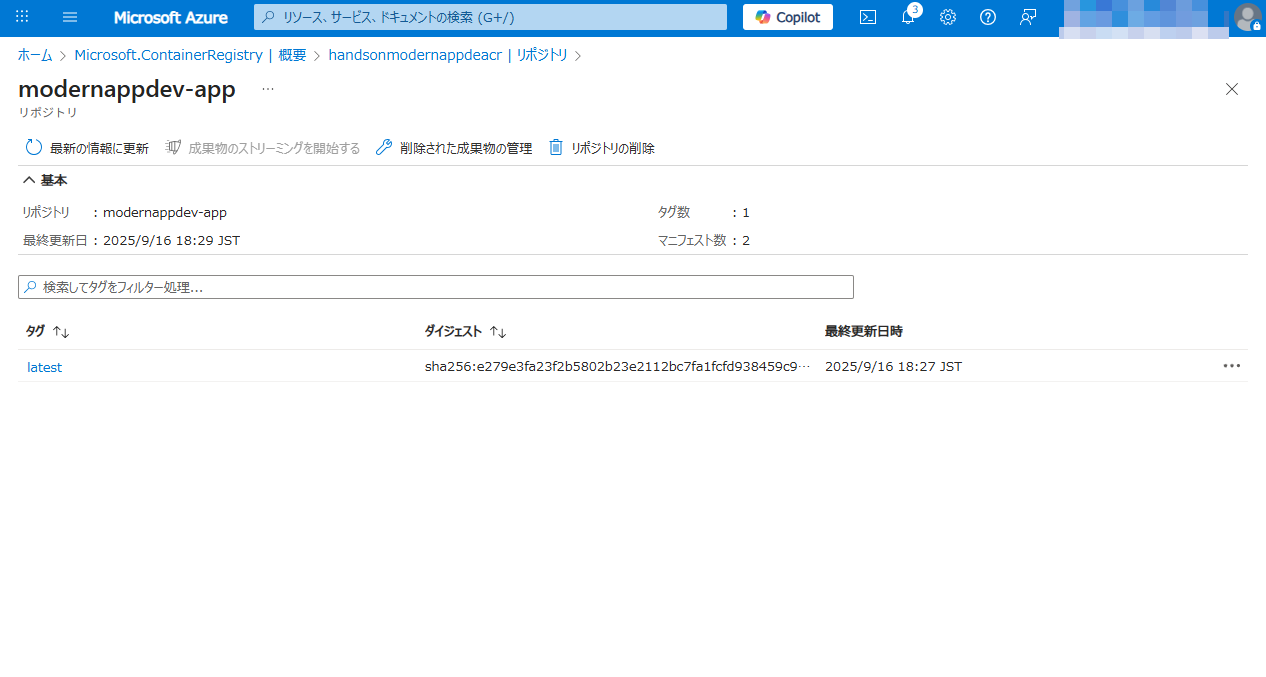 Microsoft Azure
リソース、サービス、ドキュメントの検索 (G+/)
Copilot
3
ホーム > Microsoft.ContainerRegistry | 概要 > handsonmodernappdeacr | リポジトリ >
modernappdev-app ...
リポジトリ
最新の情報に更新 成果物のストリーミングを開始する 削除された成果物の管理 リポジトリの削除
基本
リポジトリ : modernappdev-app
タグ数 : 1
最終更新日 : 2025/9/16 18:29 JST
マニフェスト数 : 2
検索してタグをフィルター処理...
タグ ↑↓ ダイジェスト ↑↓ 最終更新日時
latest sha256:e279e3fa23f2b5802b23e2112bc7fa1fcfd938459c9... 2025/9/16 18:27 JST